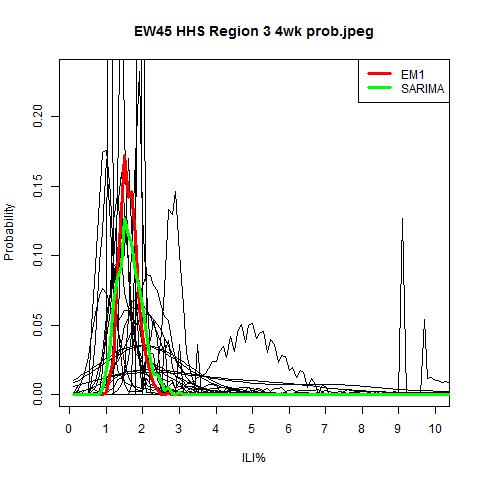 EW45 HHS Region 3 4wk prob.jpeg
EM1
SARIMA
Probability
0.20
0.15
0.10
0.05
0.00
0 1 2 3 4 5 6 7 8 9 10
ILI%